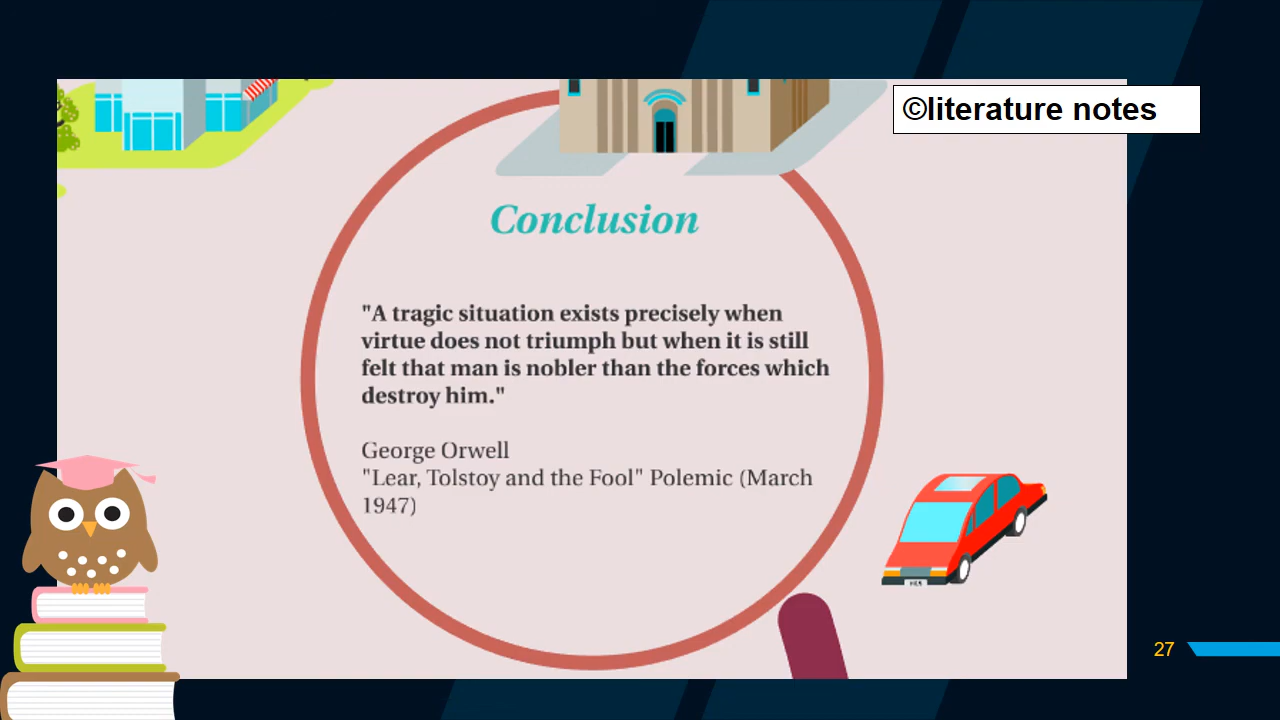 ©literature notes
Conclusion
"A tragic situation exists precisely when
virtue does not triumph but when it is still
felt that man is nobler than the forces which
destroy him."
George Orwell
"Lear, Tolstoy and the Fool" Polemic (March
1947)
27